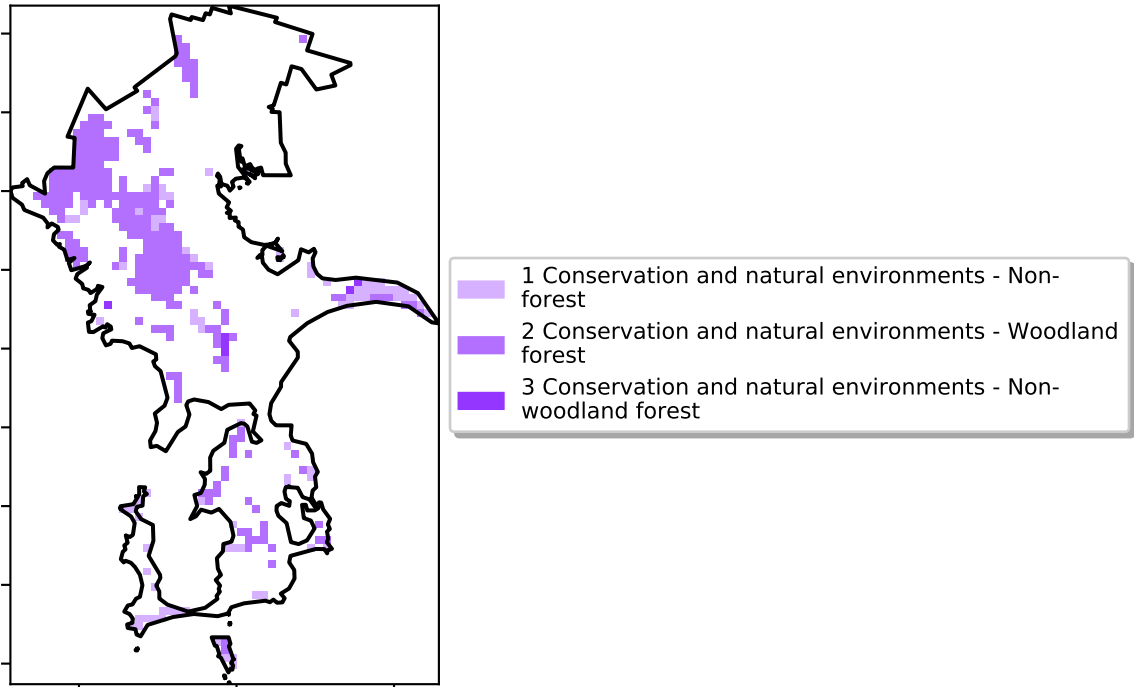 1 Conservation and natural environments - Non-
forest
2 Conservation and natural environments - Woodland
forest
3 Conservation and natural environments - Non-
woodland forest